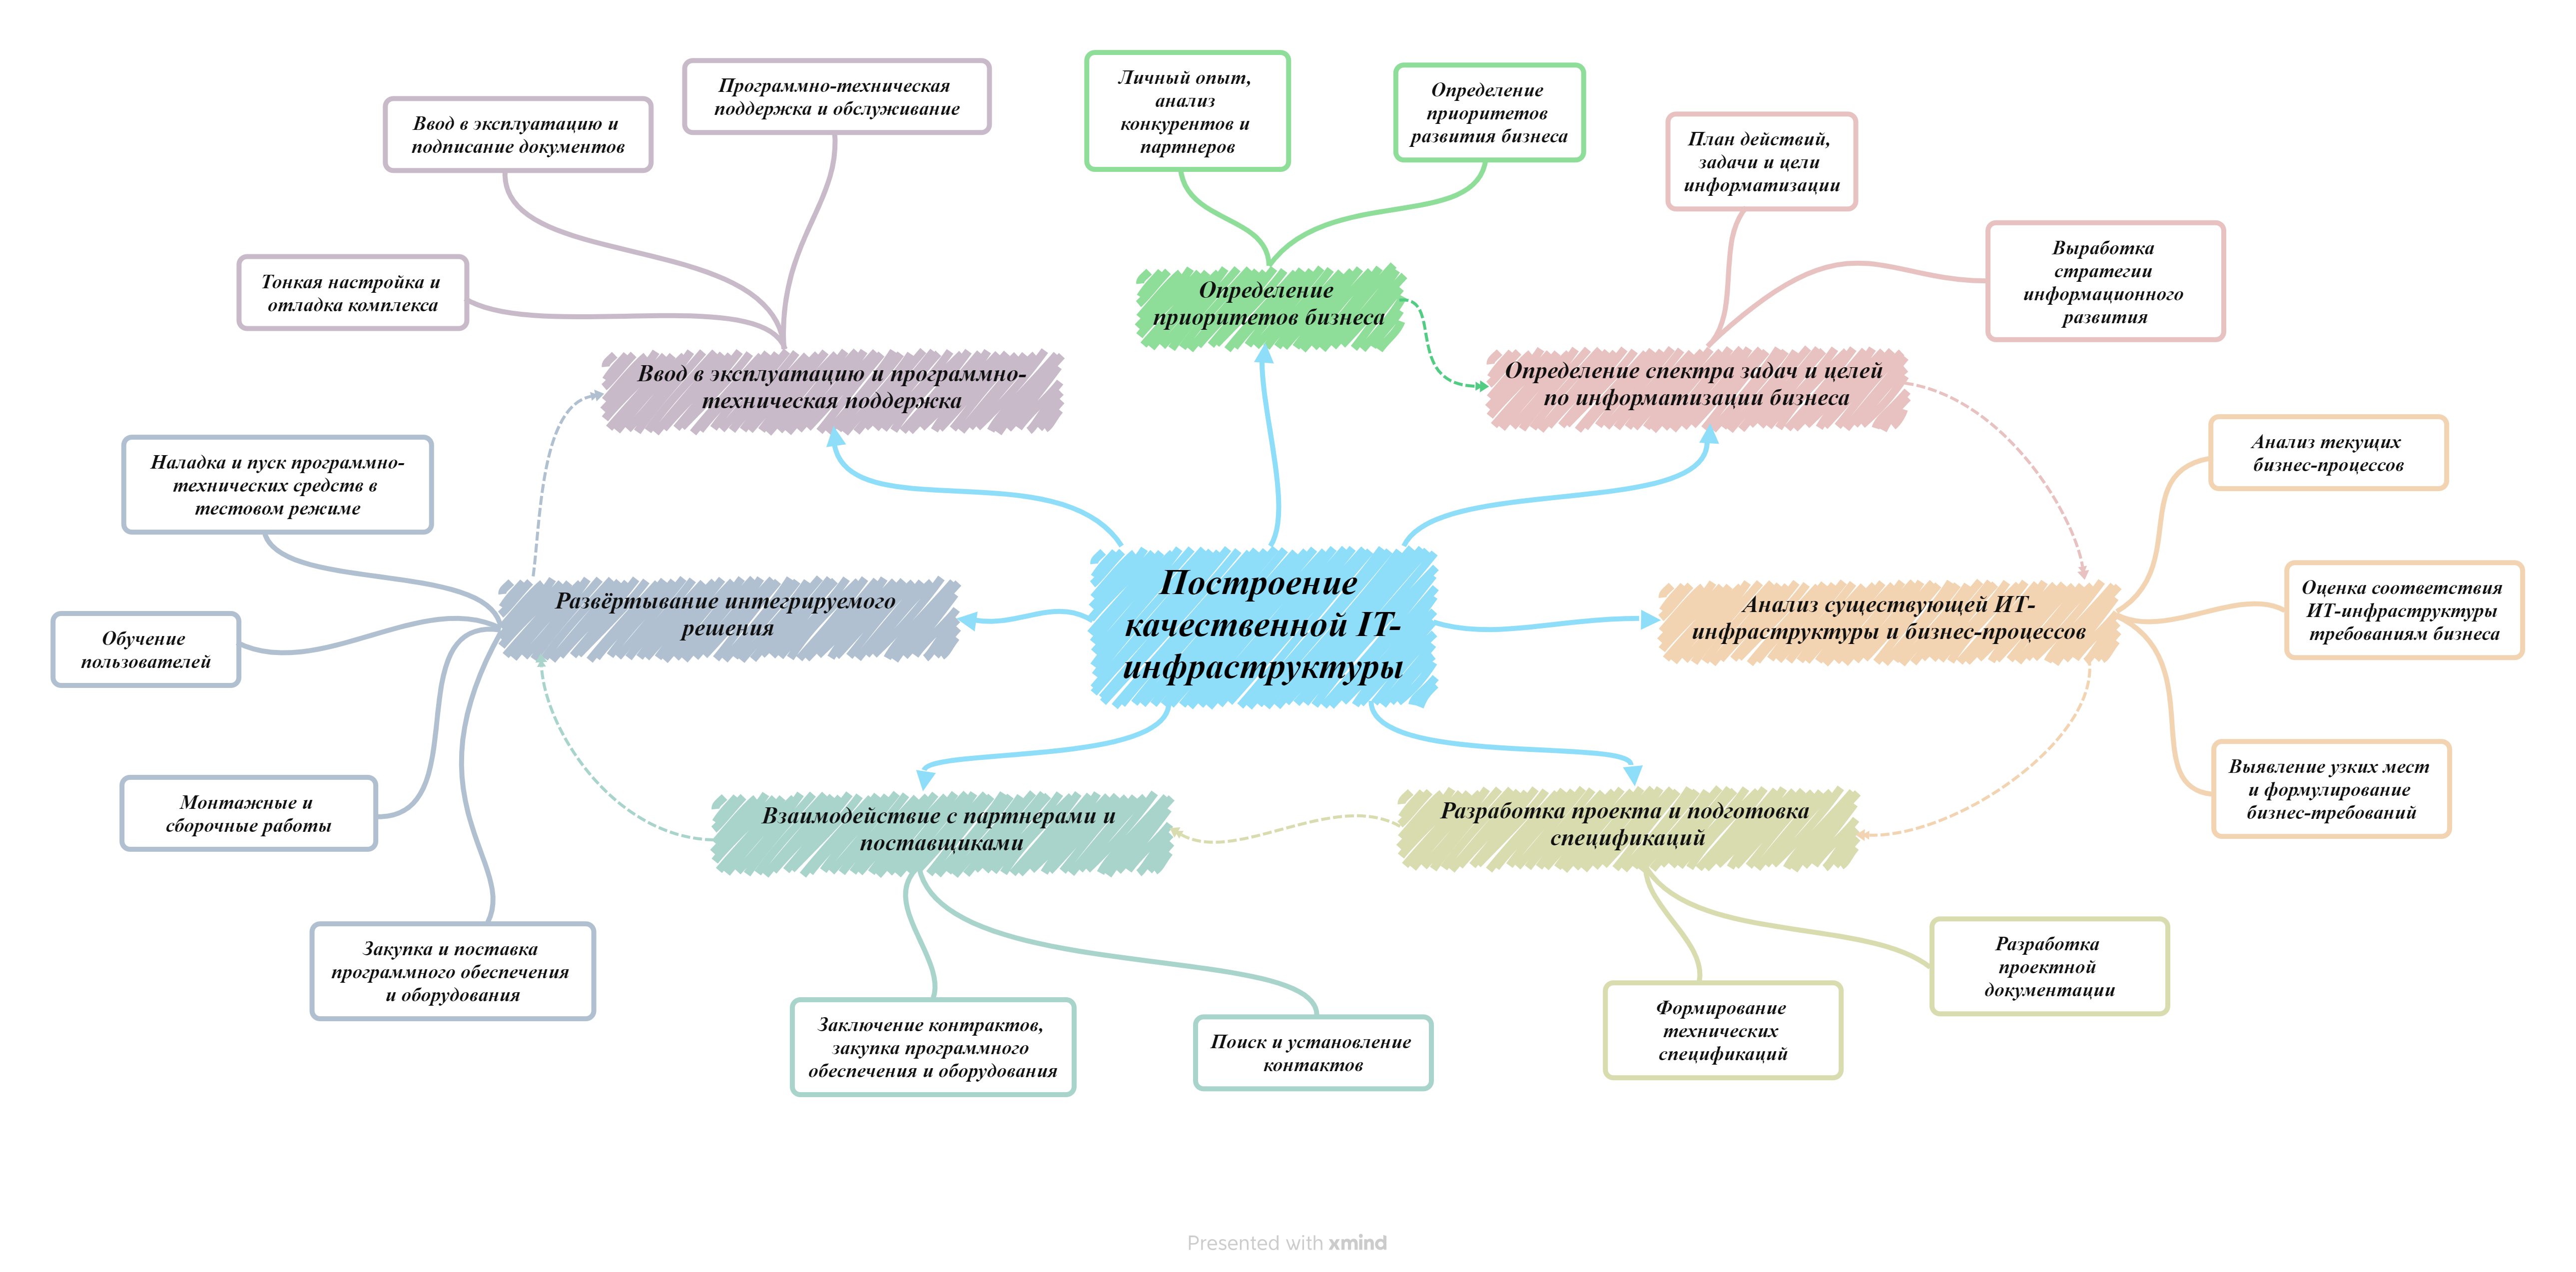 Программно-техническая
поддержка и обслуживание
Ввод в эксплуатацию и
подписание документов
Тонкая настройка и
отладка комплекса
Ввод в эксплуатацию и программно-
техническая поддержка
Личный опыт,
анализ
конкурентов и
партнеров
Определение
приоритетов
развития бизнеса
Определение
приоритетов бизнеса
План действий,
задачи и цели
информатизации
Выработка
стратегии
информационного
развития
Определение спектра задач и целей
по информатизации бизнеса
Анализ текущих
бизнес-процессов
Оценка соответствия
ИТ-инфраструктуры
требованиям бизнеса
Выявление узких мест
и формулирование
бизнес-требований
Анализ существующей ИТ-
инфраструктуры и бизнес-процессов
Построение
качественной IT-
инфраструктуры
Наладка и пуск программно-
технических средств в
тестовом режиме
Обучение
пользователей
Монтажные и
сборочные работы
Закупка и поставка
программного обеспечения
и оборудования
Развёртывание интегрируемого
решения
Взаимодействие с партнерами и
поставщиками
Заключение контрактов,
закупка программного
обеспечения и оборудования
Поиск и установление
контактов
Разработка проекта и подготовка
спецификаций
Формирование
технических
спецификаций
Разработка
проектной
документации
Presented with xmind